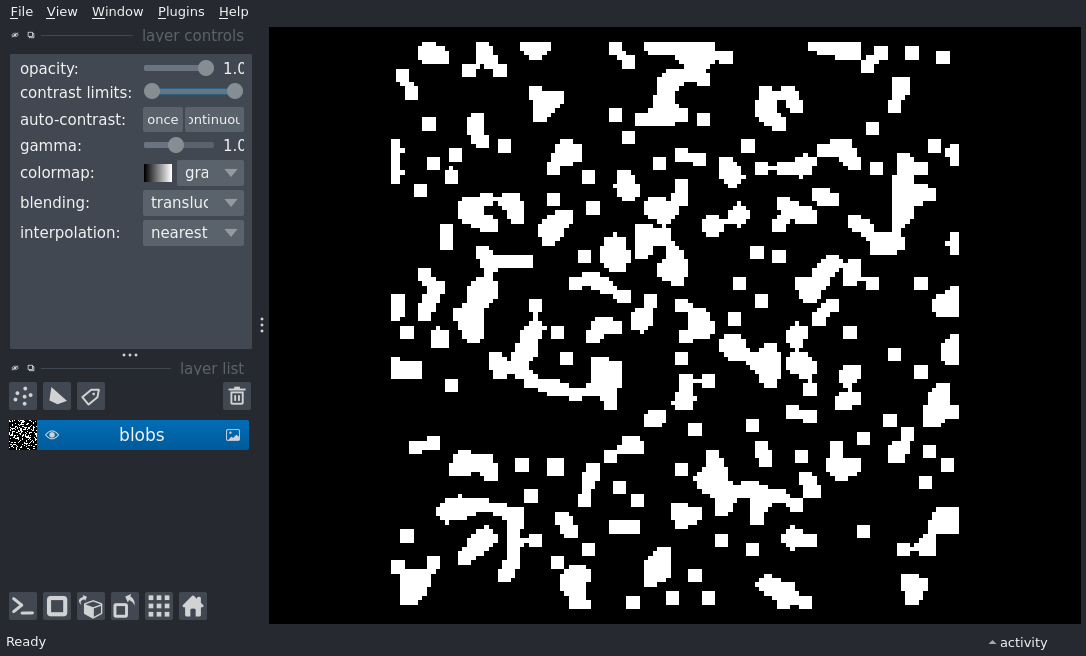 File View Window Plugins Help
layer controls
opacity: 1.0
contrast limits:
auto-contrast: once ontinuou
gamma: 1.0
colormap: gra
blending: transluc
interpolation: nearest
layer list
blobs
Ready
activity